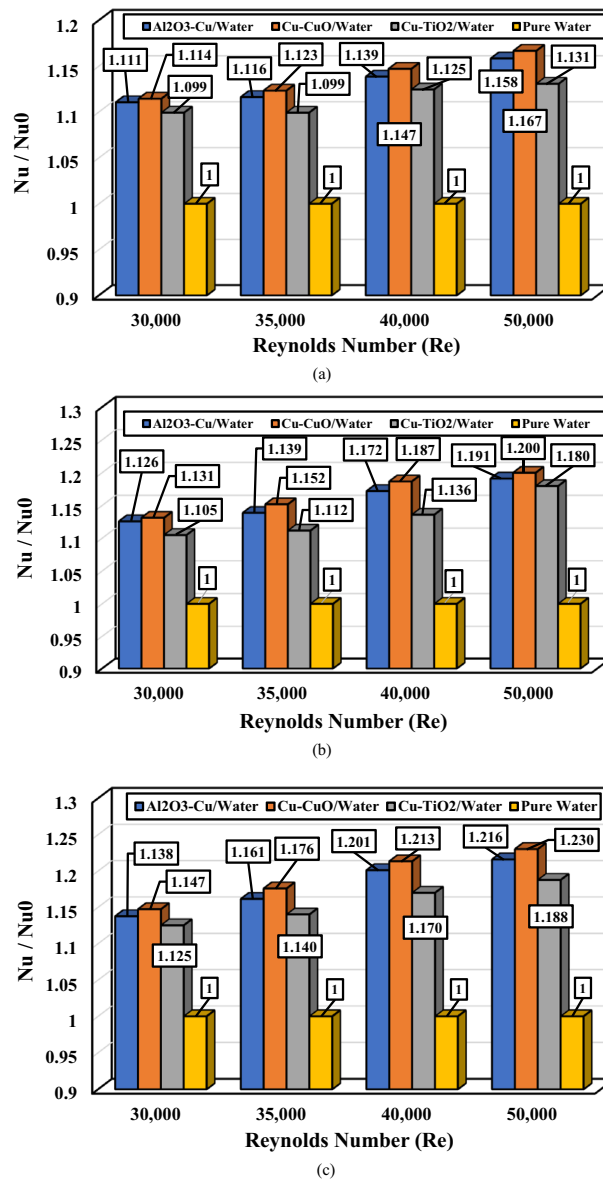 1.2
Al2O3-Cu/Water Cu-CuO/Water Cu-TiO2/Water Pure Water
1.15
1.1
1.05
1
0.95
0.9
Nu / Nu0
1.111 1.114 1.099 1
1.116 1.123 1.099 1
1.139 1.147 1.125 1
1.158 1.167 1.131 1
30,000 35,000 40,000 50,000
Reynolds Number (Re)
(a)
1.3
Al2O3-Cu/Water Cu-CuO/Water Cu-TiO2/Water Pure Water
1.25
1.2
1.15
1.1
1.05
1
0.95
0.9
Nu / Nu0
1.126 1.131 1.105 1
1.139 1.152 1.112 1
1.172 1.187 1.136 1
1.191 1.200 1.180 1
30,000 35,000 40,000 50,000
Reynolds Number (Re)
(b)
1.3
Al2O3-Cu/Water Cu-CuO/Water Cu-TiO2/Water Pure Water
1.25
1.2
1.15
1.1
1.05
1
0.95
0.9
Nu / Nu0
1.138 1.147 1.125 1
1.161 1.176 1.140 1
1.201 1.213 1.170 1
1.216 1.230 1.188 1
30,000 35,000 40,000 50,000
Reynolds Number (Re)
(c)